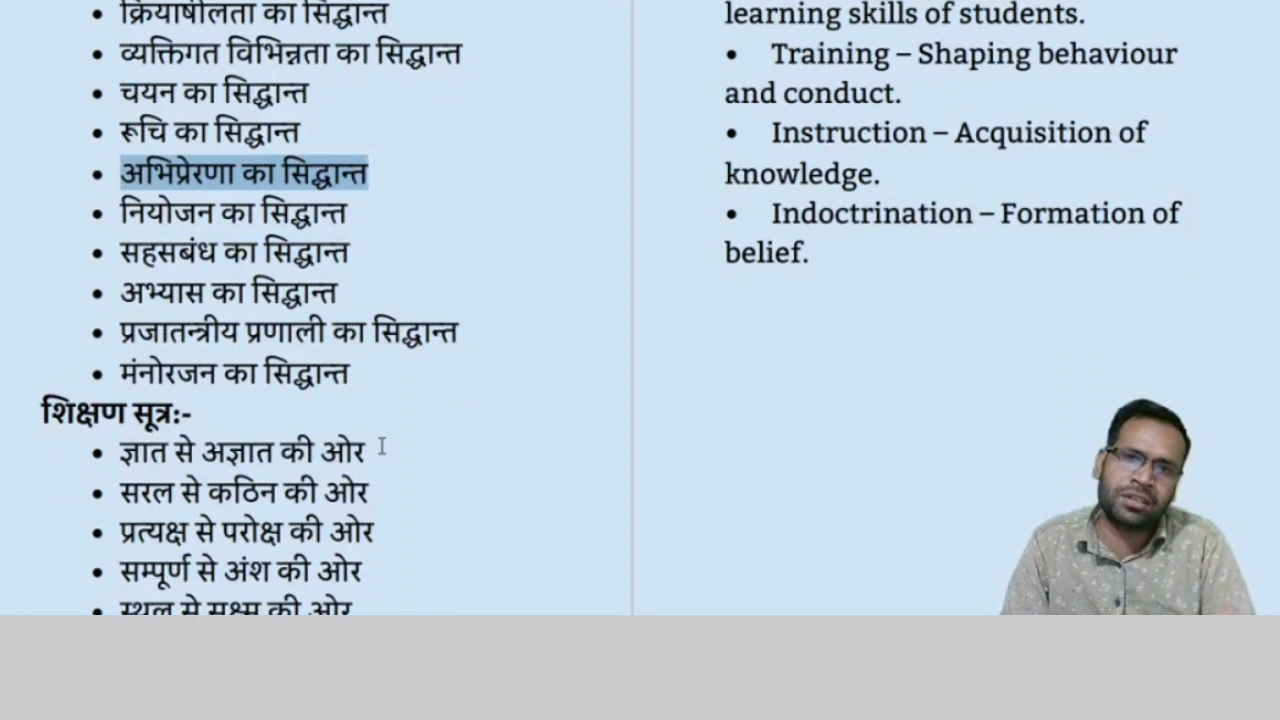 क्रियाषीलता का सिद्धान्त
• व्यक्तिगत विभिन्नता का सिद्धान्त
• चयन का सिद्धान्त
• रूचि का सिद्धान्त
• अभिप्रेरणा का सिद्धान्त
• नियोजन का सिद्धान्त
• सहसबंध का सिद्धान्त
• अभ्यास का सिद्धान्त
• प्रजातन्त्रीय प्रणाली का सिद्धान्त
• मंनोरजन का सिद्धान्त
शिक्षण सूत्र:-
• ज्ञात से अज्ञात की ओर
• सरल से कठिन की ओर
• प्रत्यक्ष से परोक्ष की ओर
• सम्पूर्ण से अंश की ओर
• स्थूल से सूक्ष्म की ओर
learning skills of students.
• Training – Shaping behaviour
and conduct.
• Instruction – Acquisition of
knowledge.
• Indoctrination – Formation of
belief.